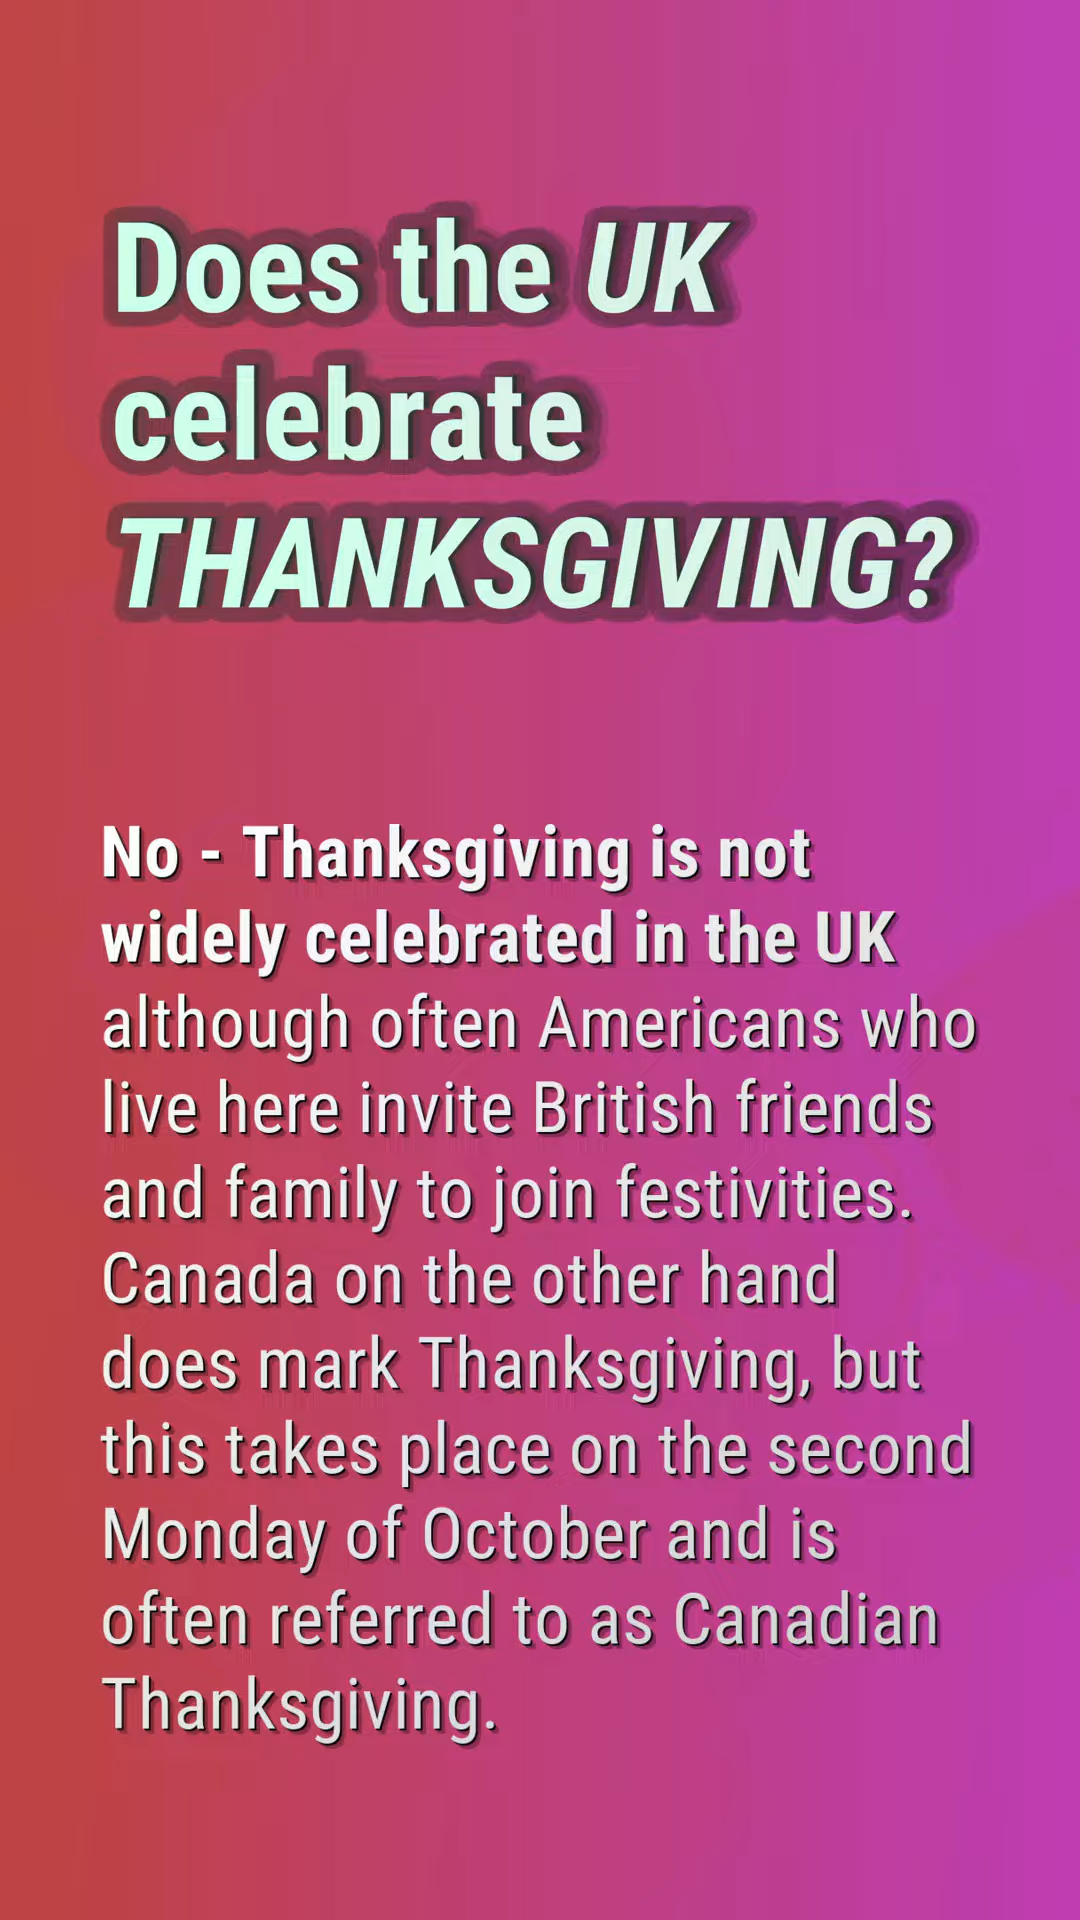 Does the UK
celebrate
THANKSGIVING?
No - Thanksgiving is not
widely celebrated in the UK
although often Americans who
live here invite British friends
and family to join festivities.
Canada on the other hand
does mark Thanksgiving, but
this takes place on the second
Monday of October and is
often referred to as Canadian
Thanksgiving.